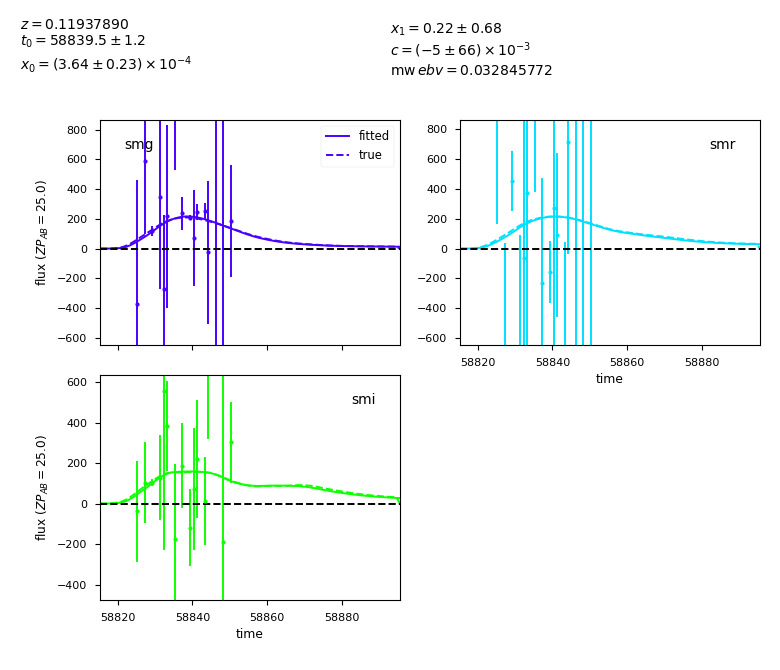 z = 0.11937890
t₀ = 58839.5 ± 1.2
x₀ = (3.64 ± 0.23) × 10⁻⁴
x₁ = 0.22 ± 0.68
c = (−5 ± 66) × 10⁻³
mw ebv = 0.032845772
smg
fitted
true
800
600
400
200
0
−200
−400
−600
flux (ZP_AB = 25.0)
smr
800
600
400
200
0
−200
−400
−600
58820 58840 58860 58880
time
smi
600
400
200
0
−200
−400
flux (ZP_AB = 25.0)
58820 58840 58860 58880
time